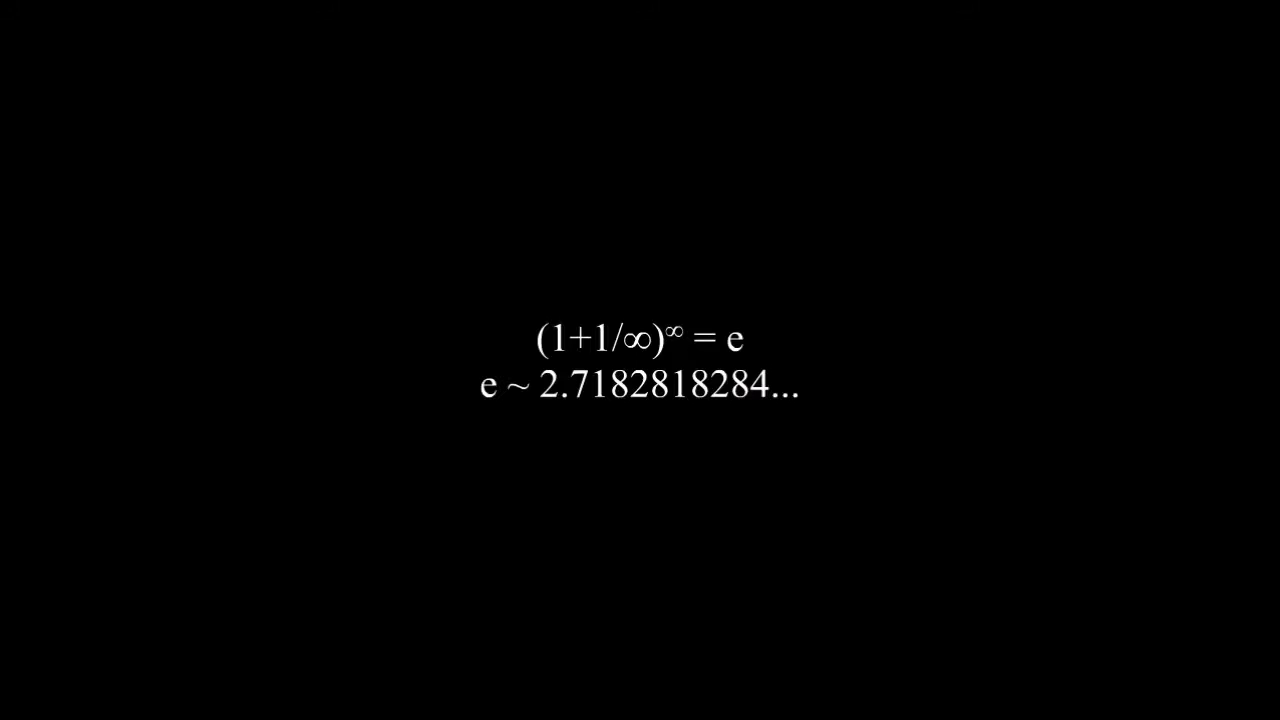 (1+1/∞)^∞ = e
e ~ 2.7182818284...